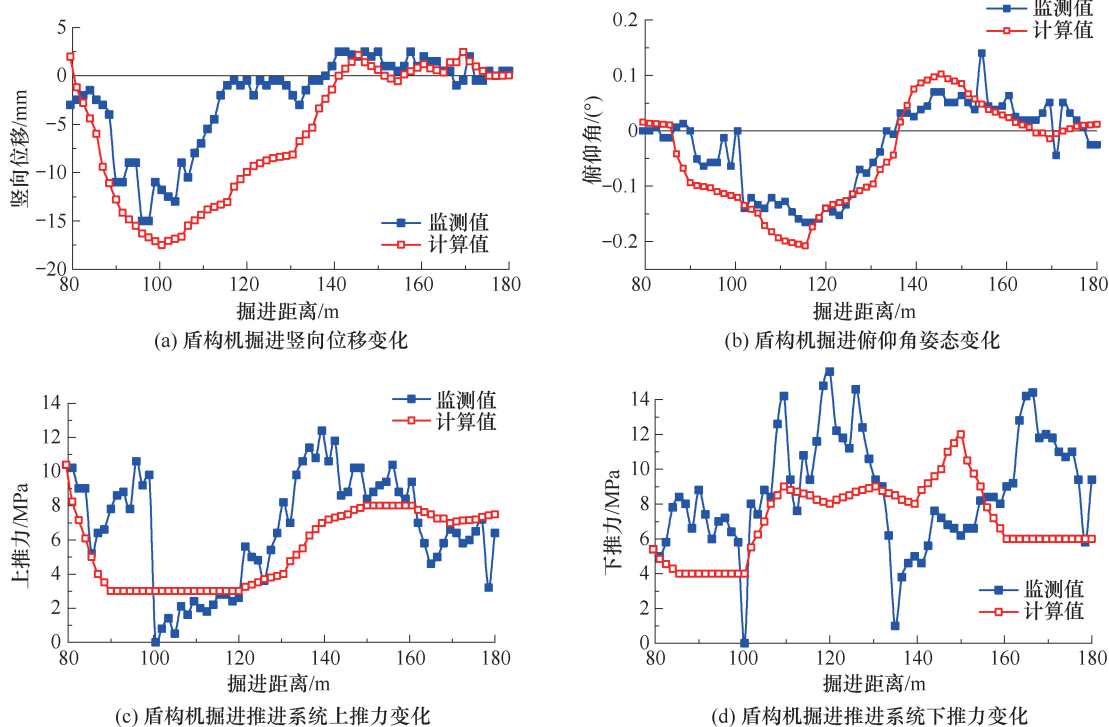 5
0
−5
−10
−15
−20
竖向位移/mm
监测值
计算值
80 100 120 140 160 180
掘进距离/m
(a) 盾构机掘进竖向位移变化
监测值
计算值
0.2
0.1
0
−0.1
−0.2
俯仰角/(°)
80 100 120 140 160 180
掘进距离/m
(b) 盾构机掘进俯仰角姿态变化
监测值
计算值
14
12
10
8
6
4
2
0
上推力/MPa
80 100 120 140 160 180
掘进距离/m
(c) 盾构机掘进推进系统上推力变化
14
12
10
8
6
4
2
0
下推力/MPa
监测值
计算值
80 100 120 140 160 180
掘进距离/m
(d) 盾构机掘进推进系统下推力变化